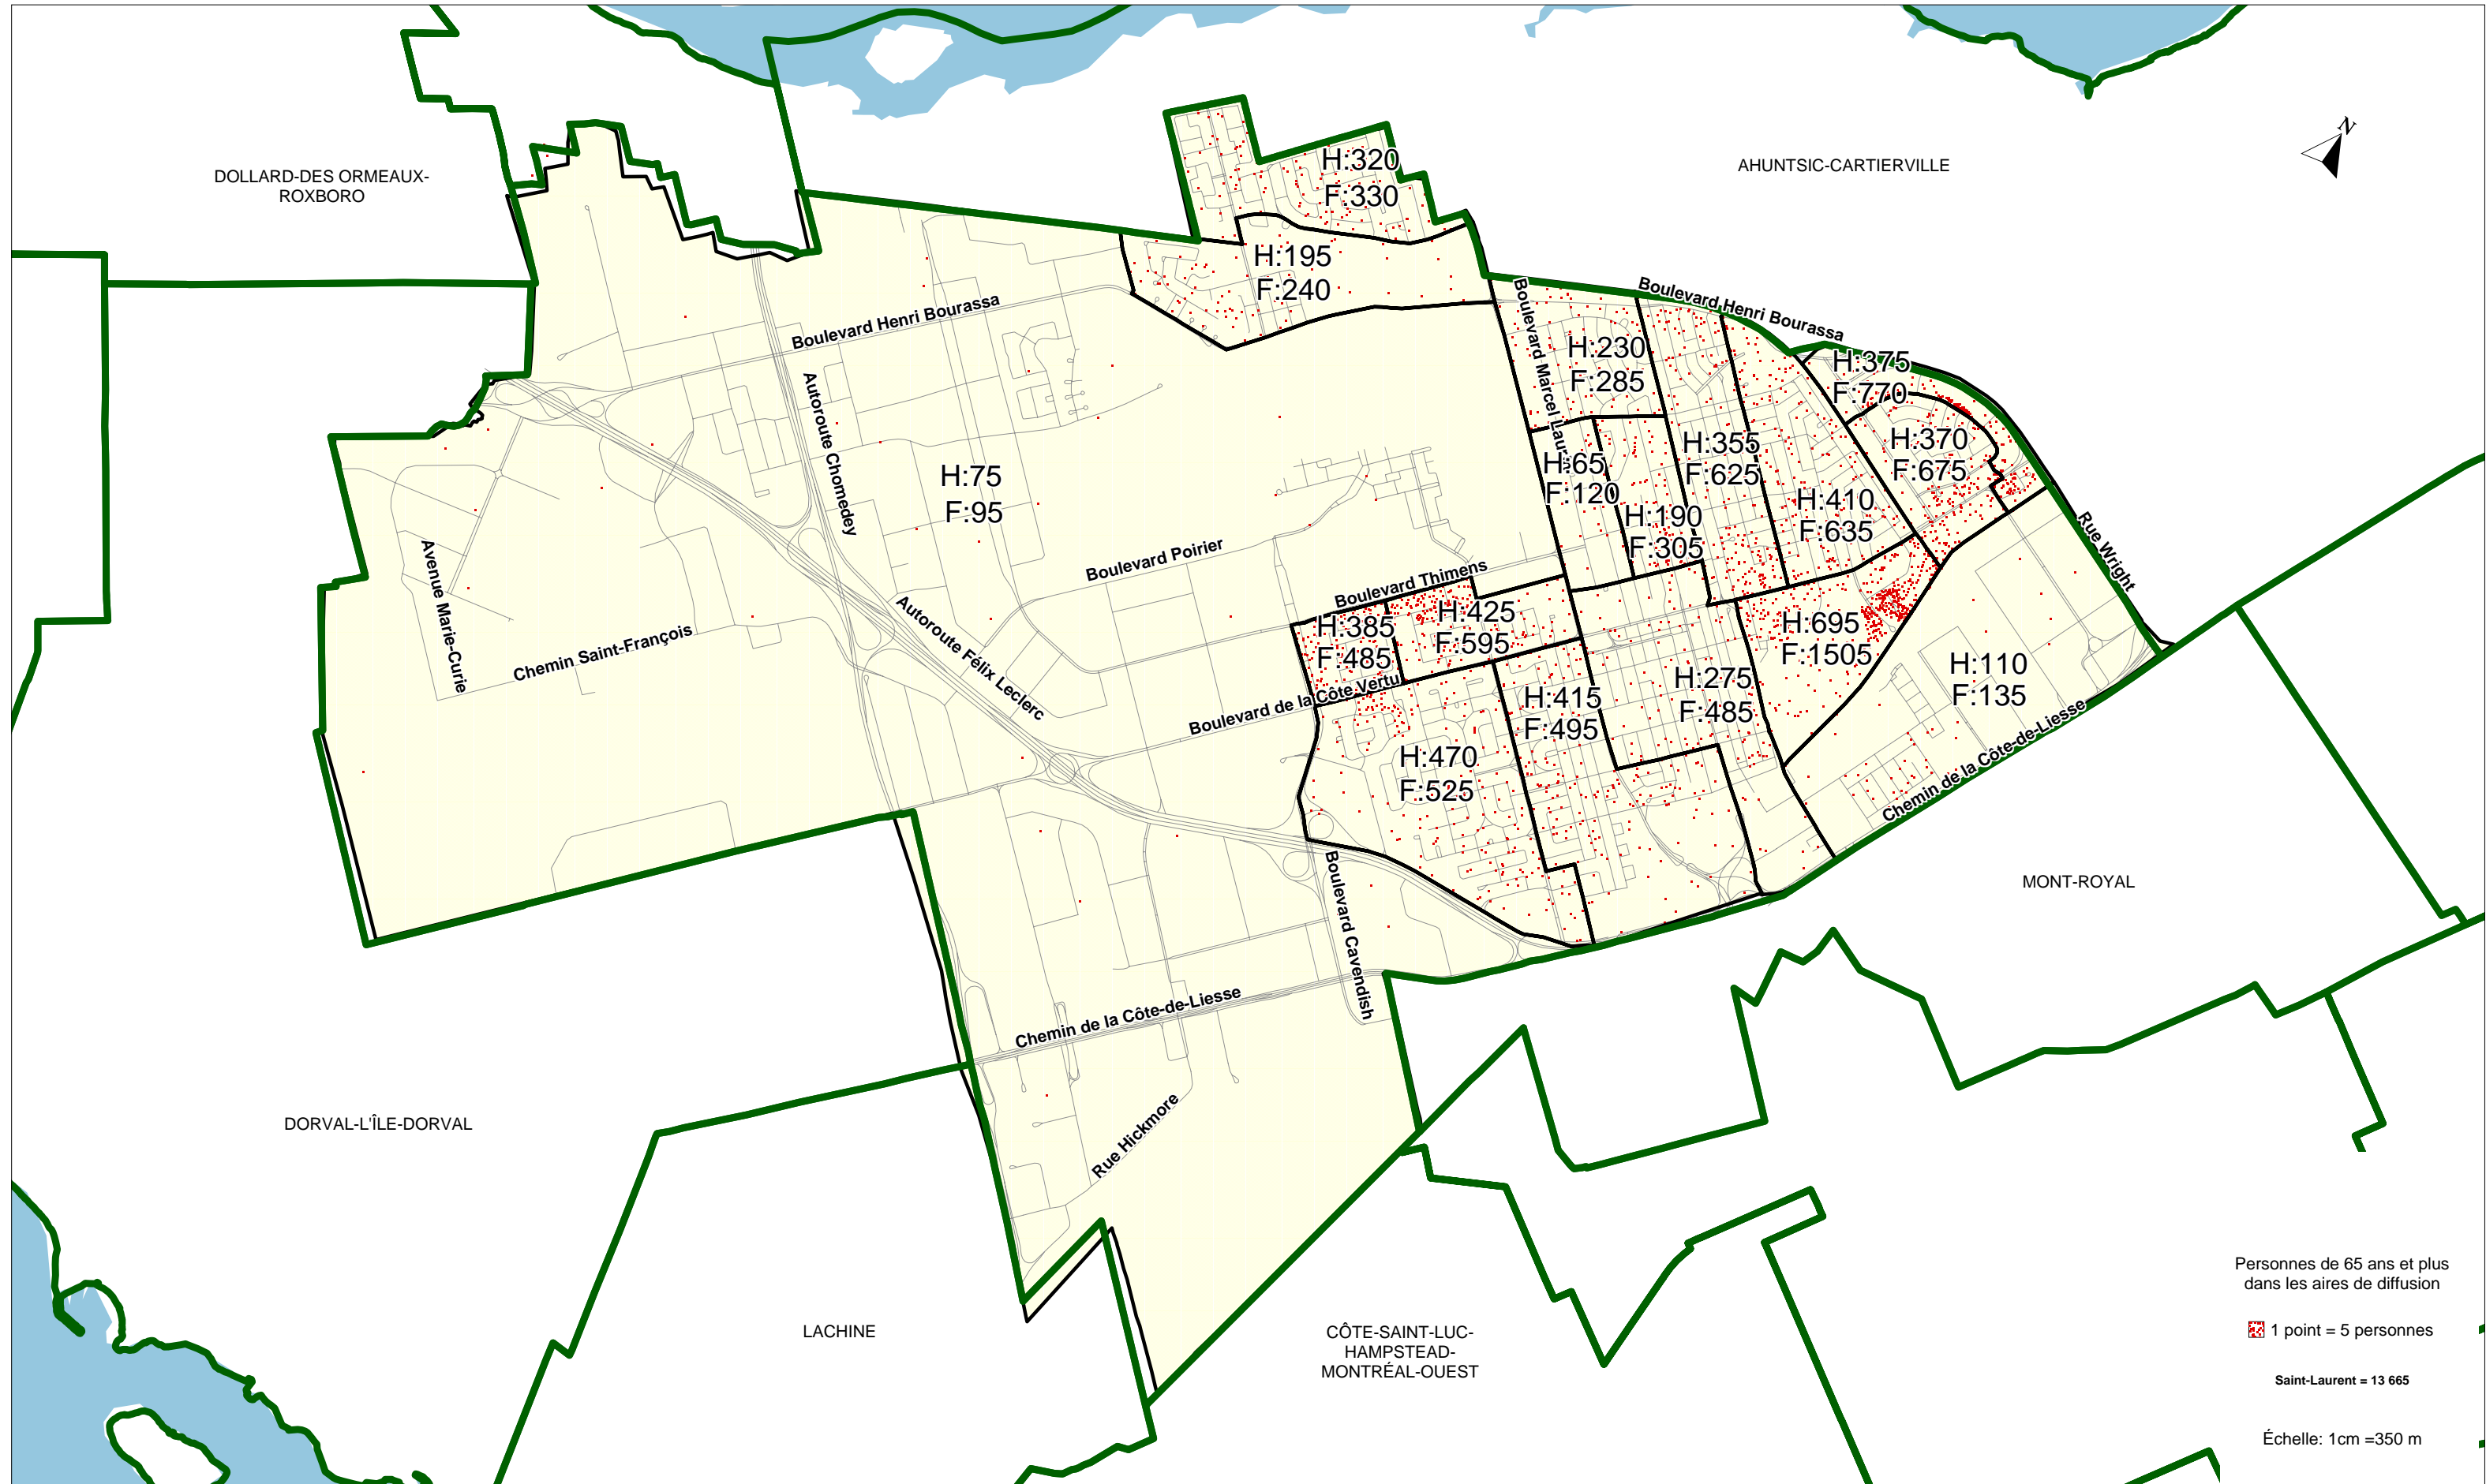 N
DOLLARD-DES ORMEAUX-
ROXBORO
AHUNTSIC-CARTIERVILLE
H:320
F:330
H:195
F:240
Boulevard Henri Bourassa
Boulevard Henri Bourassa
Boulevard Marcel Laurin
H:230
F:285
H:375
F:770
Autoroute Chomedey
H:75
F:95
H:65
F:120
H:355
F:625
H:370
F:675
H:190
F:305
H:410
F:635
Rue Wright
Avenue Marie-Curie
Boulevard Poirier
Boulevard Thimens
Chemin Saint-François
Autoroute Félix Leclerc
H:385
F:485
H:425
F:595
H:695
F:1505
H:110
F:135
Boulevard de la Côte Vertu
H:415
F:495
H:275
F:485
H:470
F:525
Chemin de la Côte-de-Liesse
Boulevard Cavendish
MONT-ROYAL
Chemin de la Côte-de-Liesse
Rue Hickmore
DORVAL-L'ÎLE-DORVAL
LACHINE
CÔTE-SAINT-LUC-
HAMPSTEAD-
MONTRÉAL-OUEST
Personnes de 65 ans et plus
dans les aires de diffusion
1 point = 5 personnes
Saint-Laurent = 13 665
Échelle: 1cm =350 m